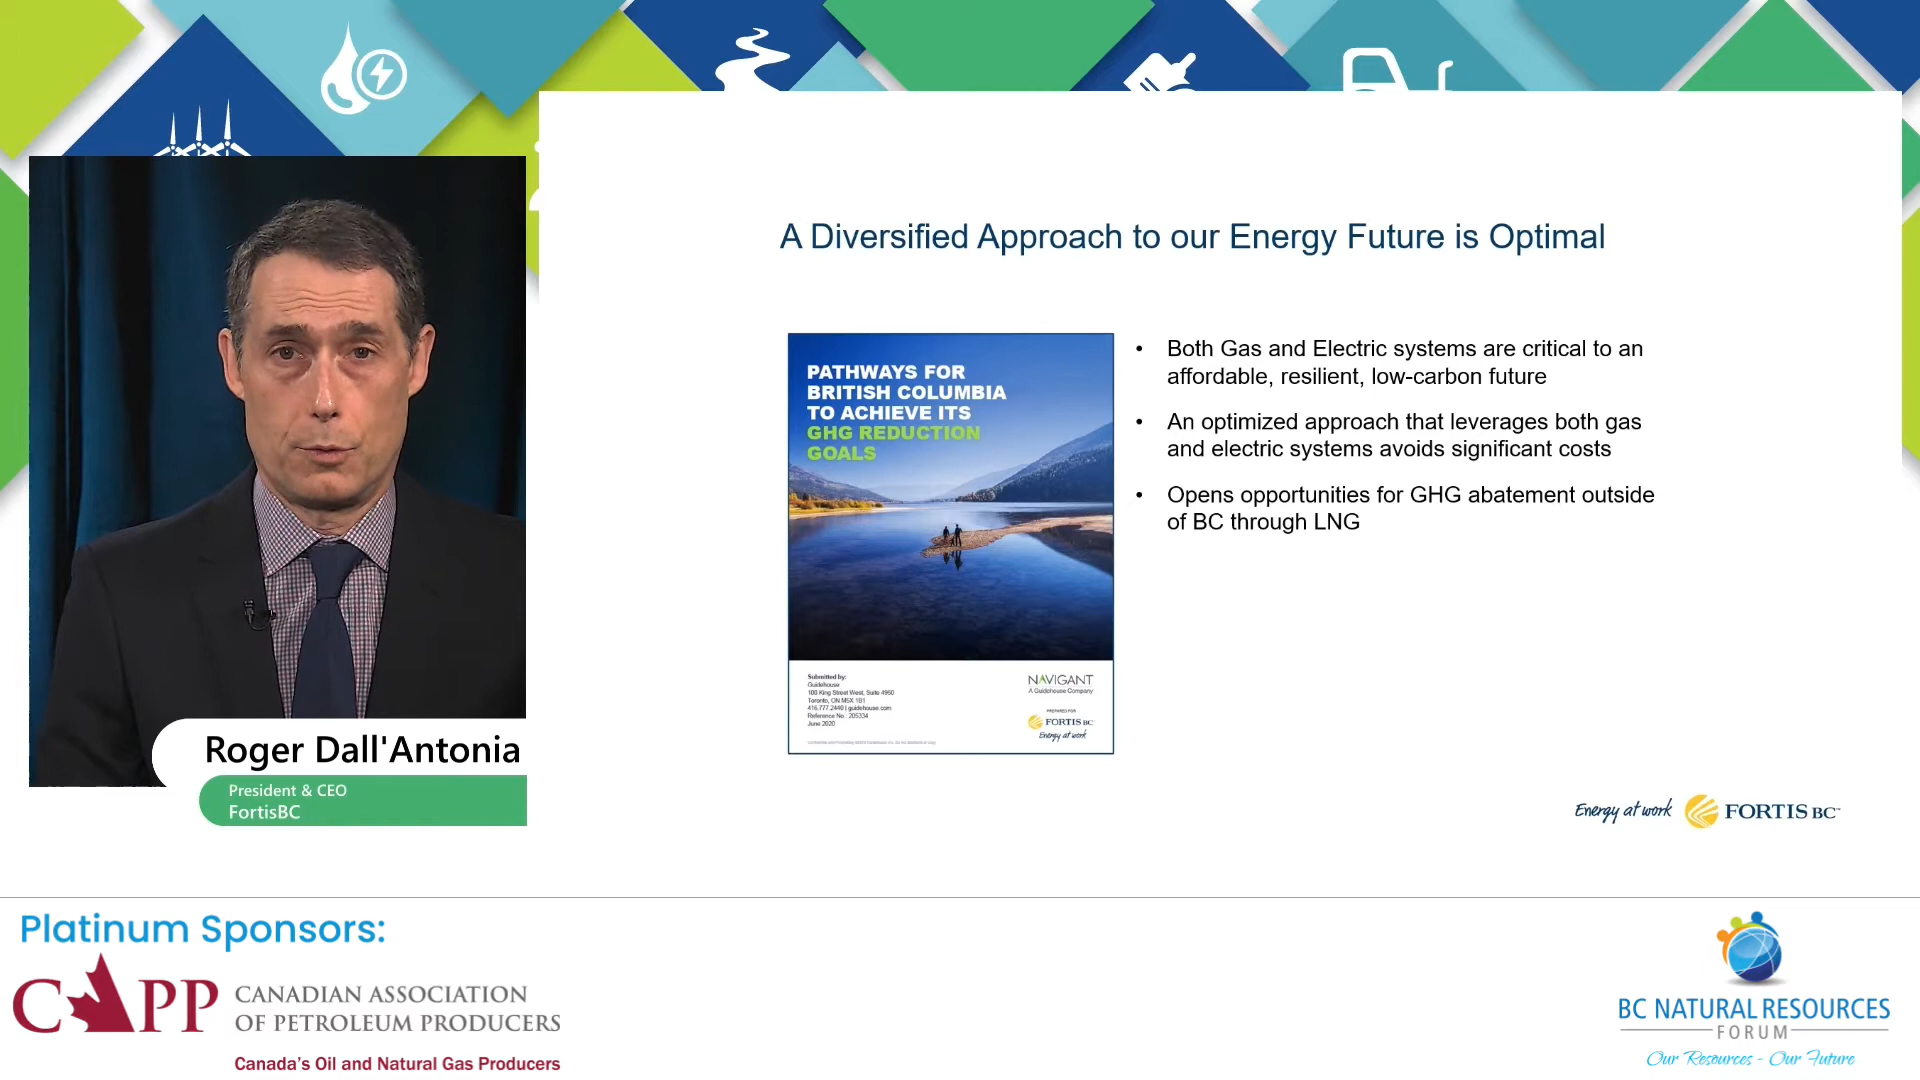 A Diversified Approach to our Energy Future is Optimal
PATHWAYS FOR
BRITISH COLUMBIA
TO ACHIEVE ITS
GHG REDUCTION
GOALS
Submitted by:
Guidehouse
100 King Street West, Suite 4950
Toronto, ON M5X 1B1
416.777.2440 | guidehouse.com
Reference No.: 205334
June 2020
NAVIGANT
A Guidehouse Company
PREPARED FOR
FORTIS BC
Energy at work
• Both Gas and Electric systems are critical to an
affordable, resilient, low-carbon future
• An optimized approach that leverages both gas
and electric systems avoids significant costs
• Opens opportunities for GHG abatement outside
of BC through LNG
Roger Dall'Antonia
President & CEO
FortisBC
Energy at work FORTIS BC™
Platinum Sponsors:
CAPP
CANADIAN ASSOCIATION
OF PETROLEUM PRODUCERS
Canada's Oil and Natural Gas Producers
BC NATURAL RESOURCES
FORUM
Our Resources - Our Future